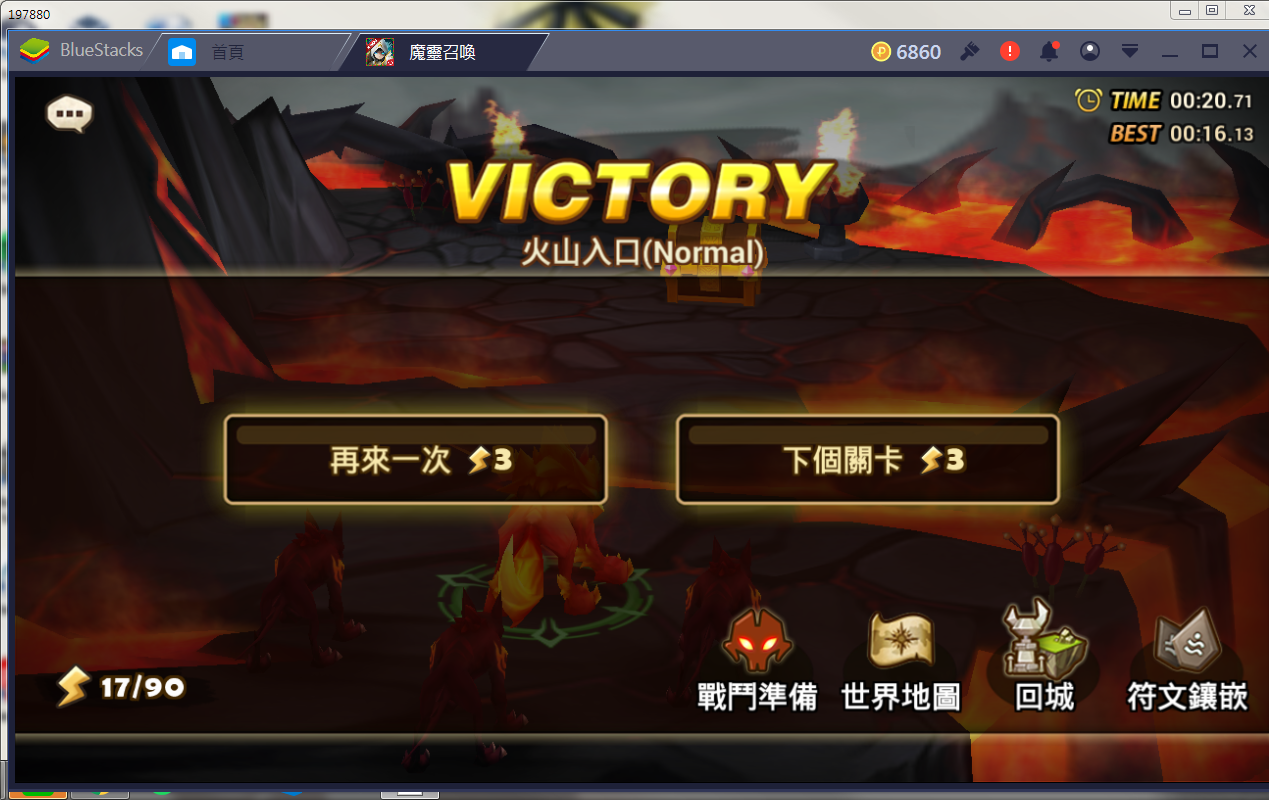 197880
BlueStacks
首頁
魔靈召喚
6860
TIME 00:20.71
BEST 00:16.13
VICTORY
火山入口(Normal)
再來一次 3
下個關卡 3
17/90
戰鬥準備
世界地圖
回城
符文鑲嵌